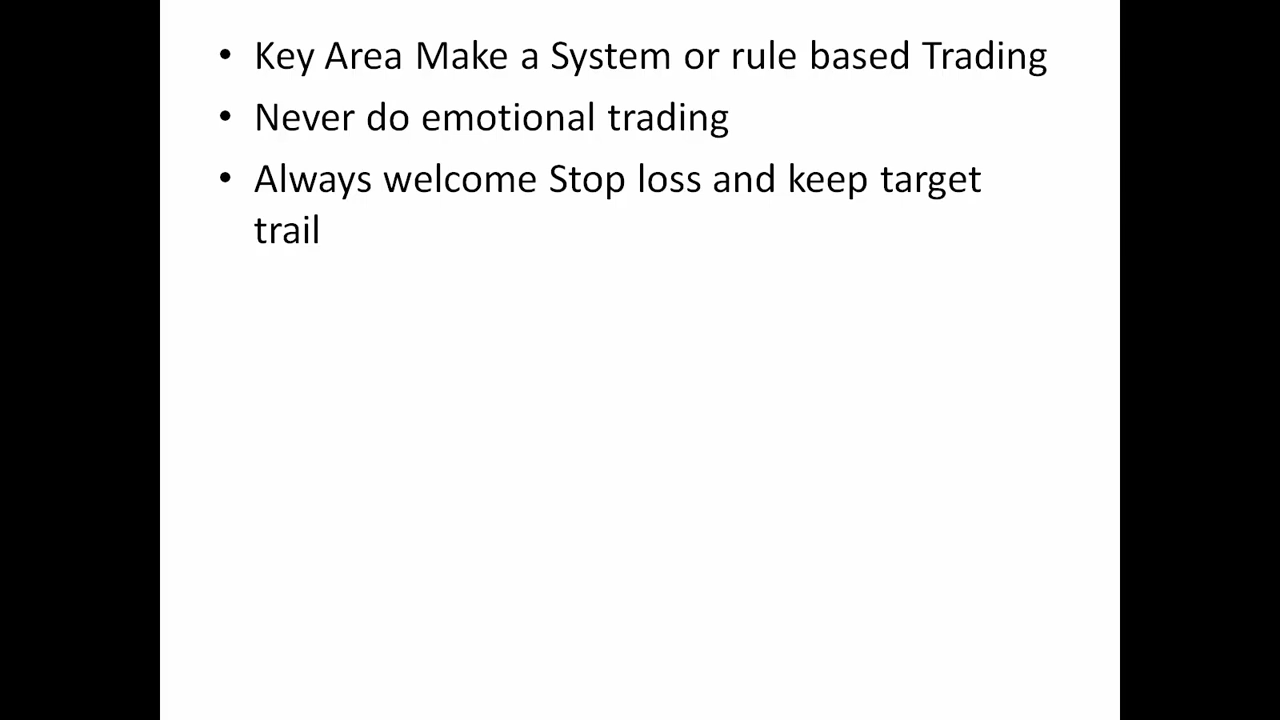 • Key Area Make a System or rule based Trading
• Never do emotional trading
• Always welcome Stop loss and keep target
trail